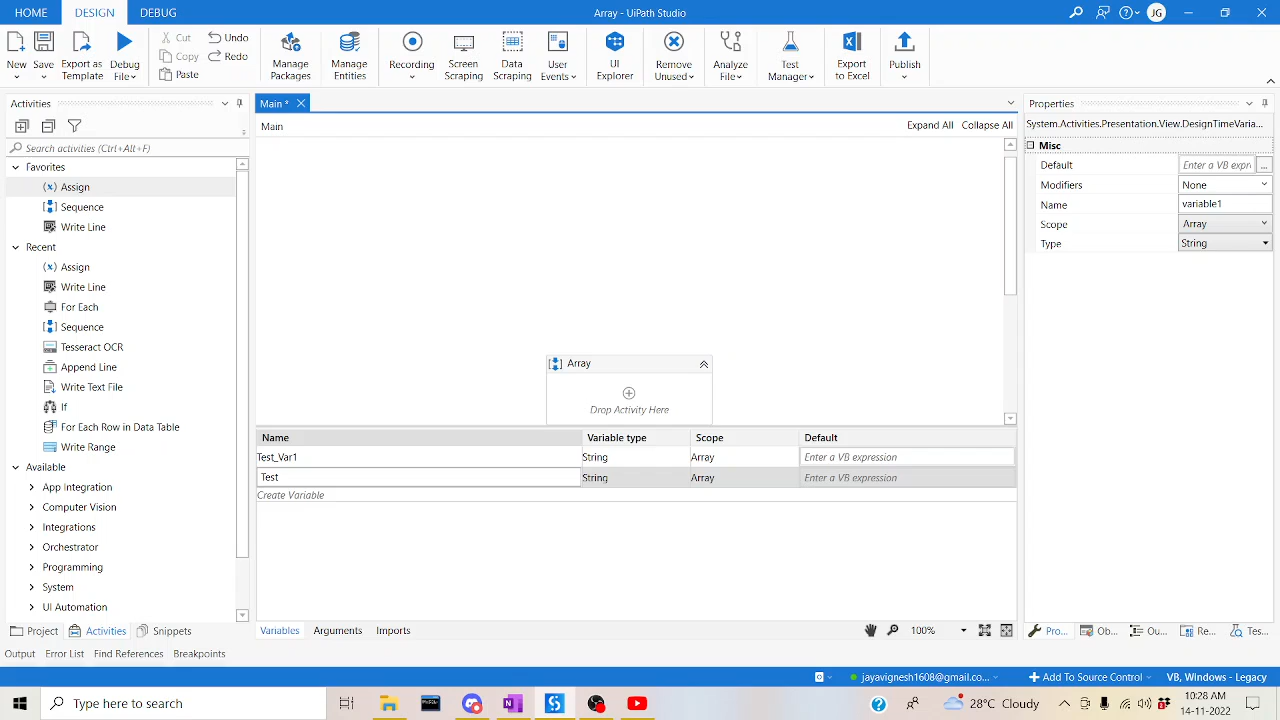 HOME DESIGN DEBUG Array - UiPath Studio JG
New Save Export as Template Debug File Cut Copy Paste Undo Redo Manage Packages Manage Entities Recording Screen Scraping Data Scraping User Events UI Explorer Remove Unused Analyze File Test Manager Export to Excel Publish
Activities Main * Properties
Main Expand All Collapse All System.Activities.Presentation.View.DesignTimeVaria...
Search activities (Ctrl+Alt+F) Misc
Favorites Default Enter a VB expre ...
Assign Modifiers None
Sequence Name variable1
Write Line Scope Array
Recent Type String
Assign
Write Line
For Each
Sequence
Tesseract OCR
Append Line Array
Write Text File
If Drop Activity Here
For Each Row in Data Table
Write Range Name Variable type Scope Default
Available Test_Var1 String Array Enter a VB expression
App Integration Test String Array Enter a VB expression
Computer Vision Create Variable
Integrations
Orchestrator
Programming
System
UI Automation
Project Activities Snippets Variables Arguments Imports 100% Pro... Ob... Ou... Re... Tes...
Output Error List Find References Breakpoints
jayavignesh1608@gmail.co... Add To Source Control VB, Windows - Legacy
Type here to search 28°C Cloudy 10:28 AM
14-11-2022